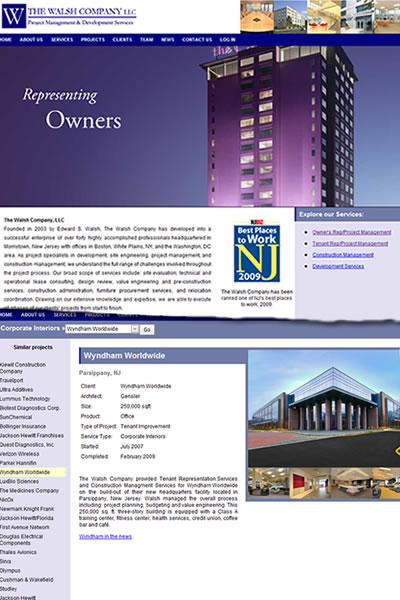 W THE WALSH COMPANY LLC
Project Management & Development Services
HOME ABOUT US SERVICES PROJECTS CLIENTS TEAM NEWS CONTACT US LOG IN
Representing
Owners
The Walsh Company, LLC
Founded in 2003 by Edward S. Walsh, The Walsh Company has developed into a
successful enterprise of over forty highly accomplished professionals headquartered in
Morristown, New Jersey with offices in Boston, White Plains, NY, and the Washington, DC
area. As project specialists in development, site engineering, project management, and
construction management, we understand the full range of challenges involved throughout
the project process. Our broad scope of services include: site evaluation, technical and
operational lease consulting, design review, value engineering and pre-construction
services, construction administration, furniture procurement services, and relocation
coordination. Drawing on our extensive knowledge and expertise, we are able to execute
all phases of our clients' projects from start to finish.
Best Places
to Work
NJ
2009
The Walsh Company has been
ranked one of NJ's best places
to work, 2009.
Explore our Services:
Owner's Rep/Project Management
Tenant Rep/Project Management
Construction Management
Development Services
HOME ABOUT US SERVICES PROJECTS
Corporate Interiors » Wyndham Worldwide Go
Similar projects
Kiewit Construction
Company
Travelport
Ultra Additives
Lummus Technology
Biotest Diagnostics Corp.
SunChemical
Bollinger Insurance
Jackson Hewitt Franchises
Quest Diagnostics, Inc.
Verizon Wireless
Parker Hannifin
Wyndham Worldwide
LuxBio Sciences
The Medicines Company
NicOx
Newmark Knight Frank
Jackson Hewitt/Florida
First Avenue Network
Douglas Electrical
Components
Thales Avionics
Sirva
Olympus
Cushman & Wakefield
Studley
Jackson Hewitt
Wyndham Worldwide
Parsippany, NJ
Client: Wyndham Worldwide
Architect: Gensler
Size: 250,000 sqft
Product: Office
Type of Project: Tenant Improvement
Service Type: Corporate Interiors
Started: July 2007
Completed: February 2009
The Walsh Company provided Tenant Representation Services
and Construction Managment Services for Wyndham Worldwide
on the build-out of their new headquarters facility located in
Parsippany, New Jersey Walsh managed the overall process
including: project planning, budgeting and value engineering. This
250,000 sq. ft. three-story building is equipped with a Class A
training center, fitness center, health services, credit union, coffee
bar and café.
Wyndham in the news